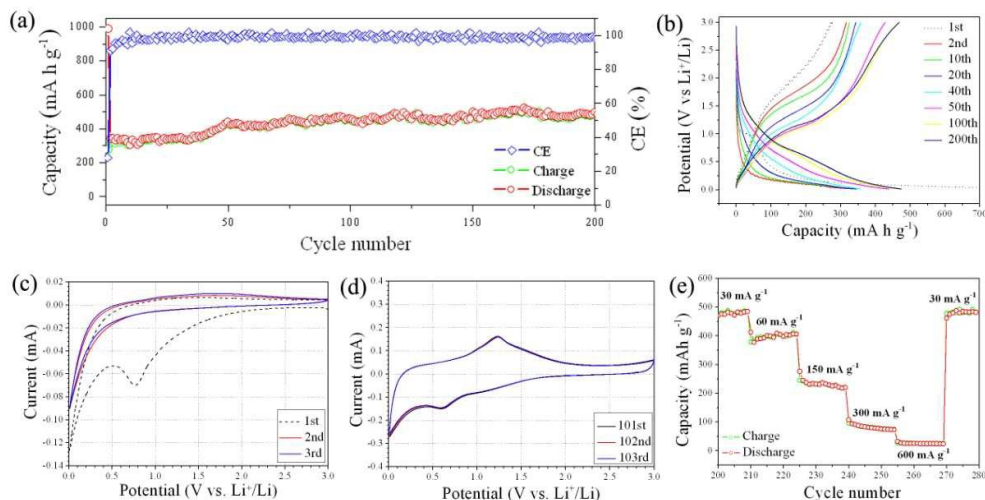 (a)
1000
800
600
400
200
0
Capacity (mA h g⁻¹)
100
80
60
40
20
0
CE (%)
CE
Charge
Discharge
0 50 100 150 200
Cycle number
(b)
3.0
2.5
2.0
1.5
1.0
0.5
0.0
Potential (V vs Li⁺/Li)
1st
2nd
10th
20th
40th
50th
100th
200th
0 100 200 300 400 500 600 700
Capacity (mA h g⁻¹)
(c)
0.02
0.00
-0.02
-0.04
-0.06
-0.08
-0.10
-0.12
-0.14
Current (mA)
1st
2nd
3rd
0.0 0.5 1.0 1.5 2.0 2.5 3.0
Potential (V vs. Li⁺/Li)
(d)
0.4
0.3
0.2
0.1
0.0
-0.1
-0.2
-0.3
-0.4
Current (mA)
101st
102nd
103rd
0.0 0.5 1.0 1.5 2.0 2.5 3.0
Potential (V vs. Li⁺/Li)
(e)
600
500
400
300
200
100
0
Capacity (mAh g⁻¹)
30 mA g⁻¹
60 mA g⁻¹
150 mA g⁻¹
300 mA g⁻¹
600 mA g⁻¹
30 mA g⁻¹
Charge
Discharge
200 210 220 230 240 250 260 270 280
Cycle number